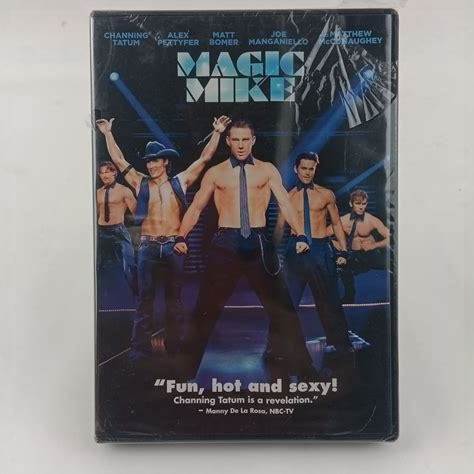 CHANNING TATUM ALEX PETTYFER MATT BOMER JOE MANGANIELLO AND MATTHEW McCONAUGHEY
MAGIC
MIKE
"Fun, hot and sexy!
Channing Tatum is a revelation."
– Manny De La Rosa, NBC-TV